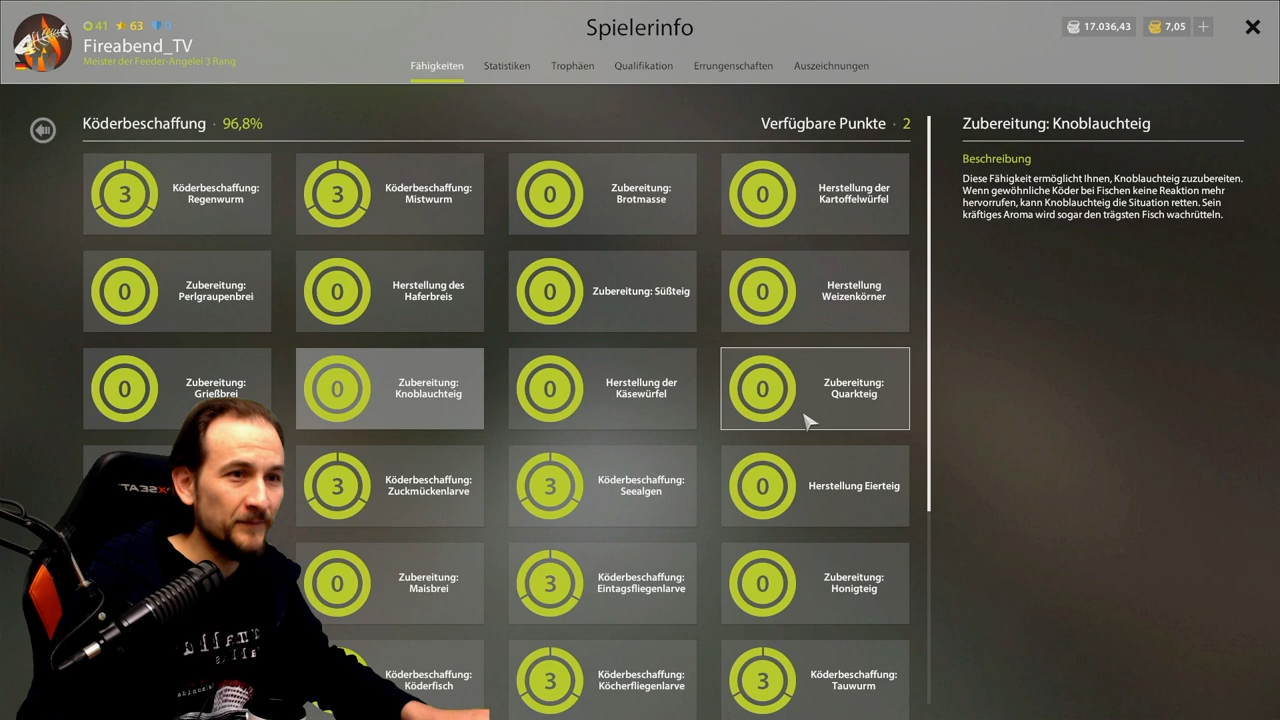 41 63 0
Fireabend_TV
Meister der Feeder-Angelei 3 Rang
Spielerinfo
17.036,43 7,05
Fähigkeiten Statistiken Trophäen Qualifikation Errungenschaften Auszeichnungen
Köderbeschaffung · 96,8%
Verfügbare Punkte · 2
3 Köderbeschaffung:
Regenwurm
3 Köderbeschaffung:
Mistwurm
0 Zubereitung:
Brotmasse
0 Herstellung der
Kartoffelwürfel
0 Zubereitung:
Perlgraupenbrei
0 Herstellung des
Haferbreis
0 Zubereitung: Süßteig
0 Herstellung
Weizenkörner
0 Zubereitung:
Grießbrei
0 Zubereitung:
Knoblauchteig
0 Herstellung der
Käsewürfel
0 Zubereitung:
Quarkteig
3 Köderbeschaffung:
Zuckmückenlarve
3 Köderbeschaffung:
Seealgen
0 Herstellung Eierteig
0 Zubereitung:
Maisbrei
3 Köderbeschaffung:
Eintagsfliegenlarve
0 Zubereitung:
Honigteig
Köderbeschaffung:
Köderfisch
3 Köderbeschaffung:
Köcherfliegenlarve
3 Köderbeschaffung:
Tauwurm
Zubereitung: Knoblauchteig
Beschreibung
Diese Fähigkeit ermöglicht Ihnen, Knoblauchteig zuzubereiten.
Wenn gewöhnliche Köder bei Fischen keine Reaktion mehr
hervorrufen, kann Knoblauchteig die Situation retten. Sein
kräftiges Aroma wird sogar den trägsten Fisch wachrütteln.